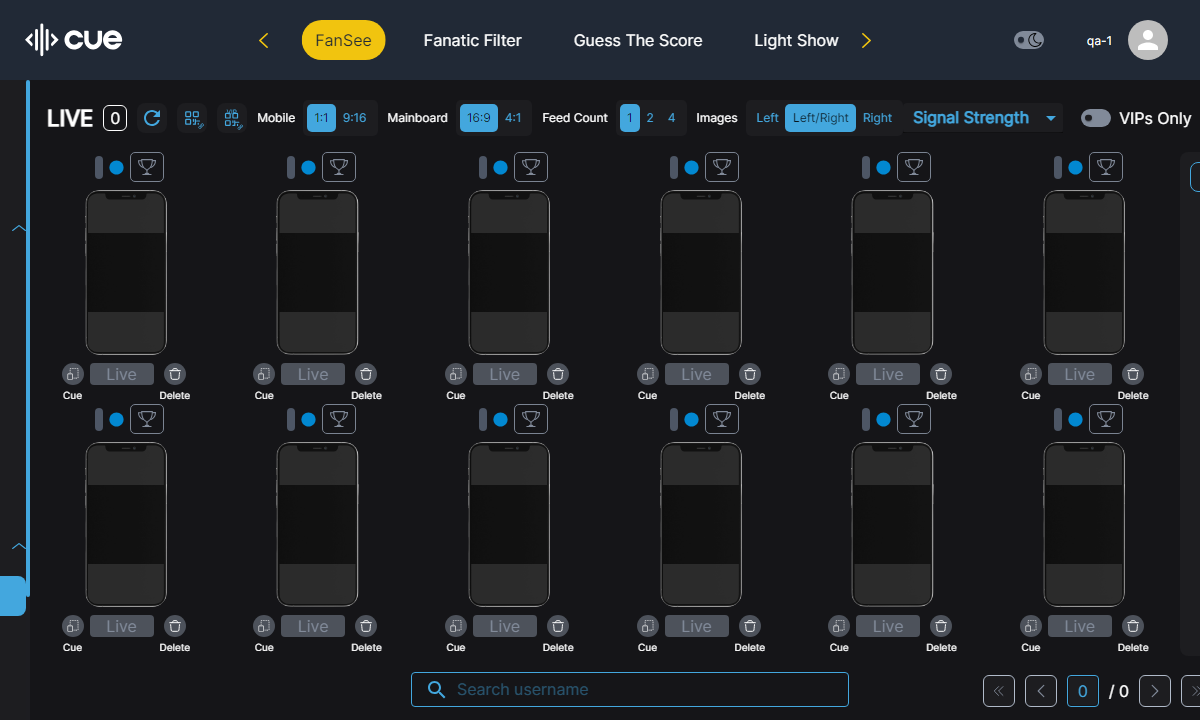 cue FanSee Fanatic Filter Guess The Score Light Show qa-1
LIVE 0 VIP Mobile 1:1 9:16 Mainboard 16:9 4:1 Feed Count 1 2 4 Images Left Left/Right Right Signal Strength VIPs Only
Live Live Live Live Live Live
Cue Delete Cue Delete Cue Delete Cue Delete Cue Delete Cue Delete
Live Live Live Live Live Live
Cue Delete Cue Delete Cue Delete Cue Delete Cue Delete Cue Delete
Search username 0 / 0